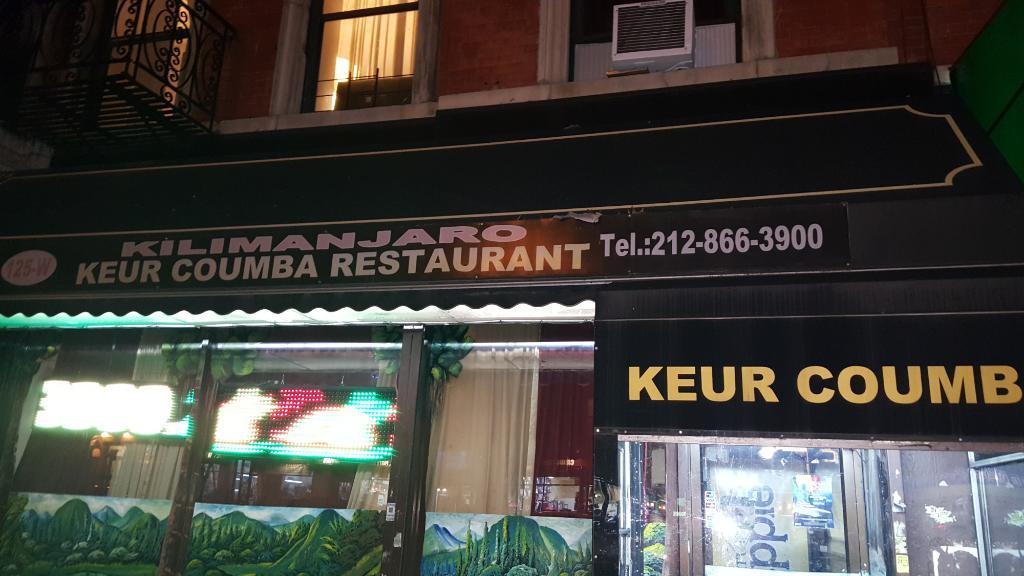 125-W
KILIMANJARO
KEUR COUMBA RESTAURANT
Tel.:212-866-3900
KEUR COUMB